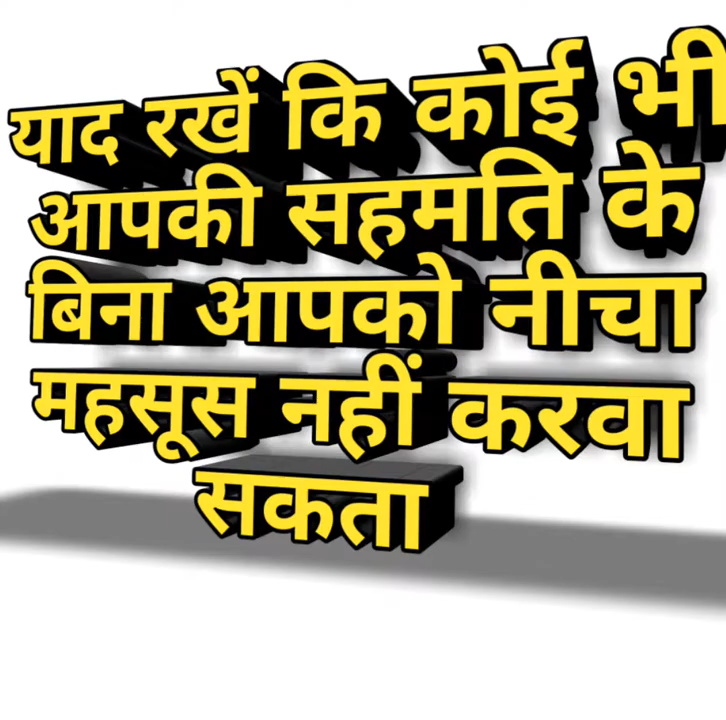 याद रखें कि कोई भी
आपकी सहमति के
बिना आपको नीचा
महसूस नहीं करवा
सकता